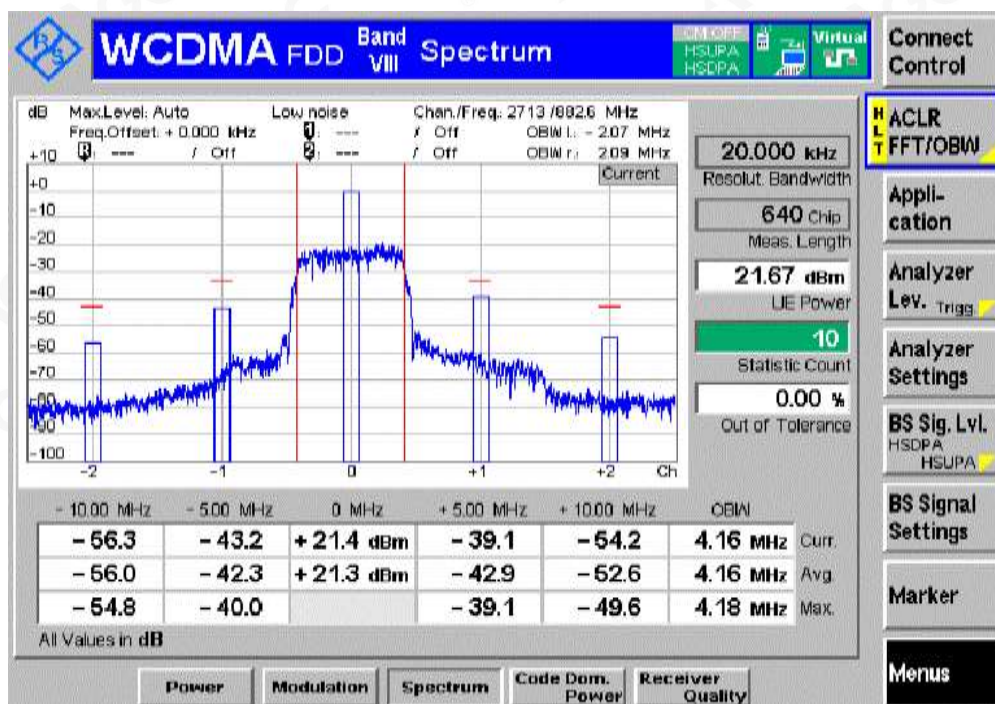 WCDMA FDD Band VIII Spectrum
CM OFF
HSUPA
HSDPA
Virtual
Connect Control
dB Max.Level: Auto Low noise Chan./Freq.: 2713 /882.6 MHz
Freq.Offset: + 0.000 kHz 1: --- / Off OBW l.: - 2.07 MHz
R: --- / Off 2: --- / Off OBW r.: 2.09 MHz
Current
+10
+0
-10
-20
-30
-40
-50
-60
-70
-80
-90
-100
-2 -1 0 +1 +2 Ch
20.000 kHz
Resolut. Bandwidth
640 Chip
Meas. Length
21.67 dBm
UE Power
10
Statistic Count
0.00 %
Out of Tolerance
- 10.00 MHz - 5.00 MHz 0 MHz + 5.00 MHz + 10.00 MHz OBW
- 56.3 - 43.2 + 21.4 dBm - 39.1 - 54.2 4.16 MHz Curr.
- 56.0 - 42.3 + 21.3 dBm - 42.9 - 52.6 4.16 MHz Avg.
- 54.8 - 40.0 - 39.1 - 49.6 4.18 MHz Max.
All Values in dB
HLT
ACLR
FFT/OBW
Appli-
cation
Analyzer
Lev. Trigg.
Analyzer
Settings
BS Sig. Lvl.
HSDPA
HSUPA
BS Signal
Settings
Marker
Menus
Power
Modulation
Spectrum
Code Dom.
Power
Receiver
Quality